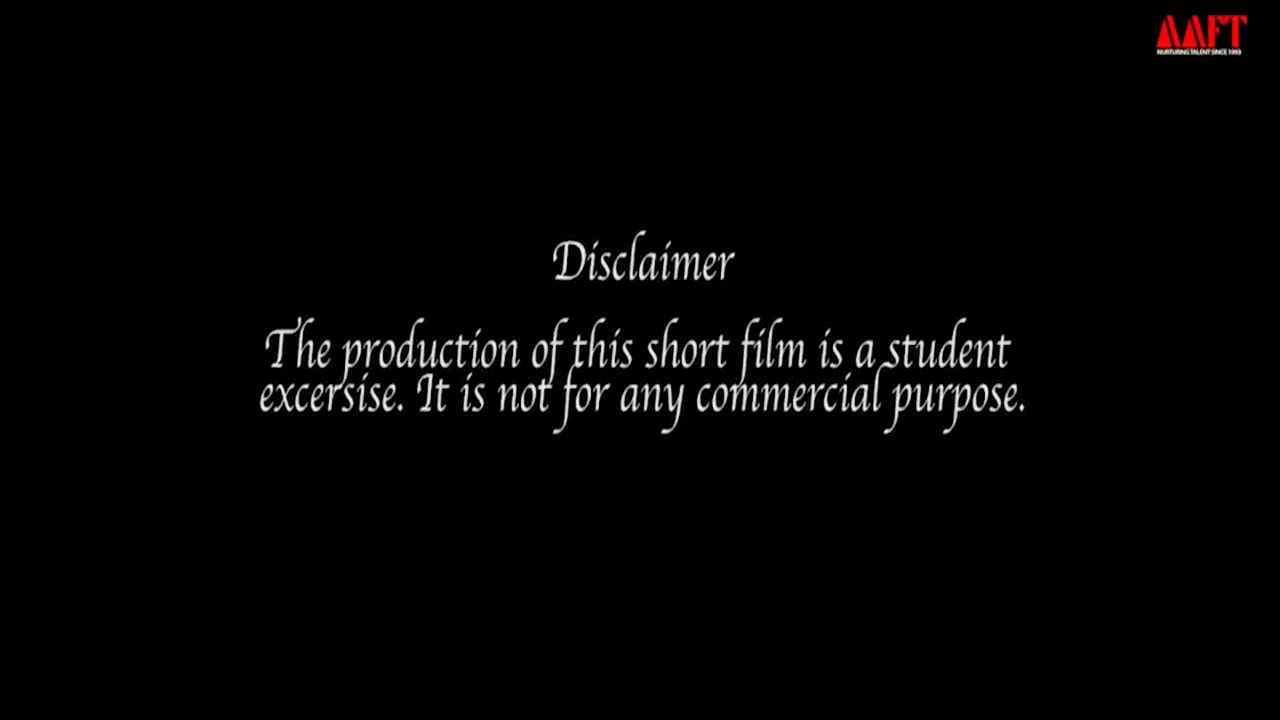 AAFT
NURTURING TALENT SINCE 1993
Disclaimer
The production of this short film is a student
excersise. It is not for any commercial purpose.